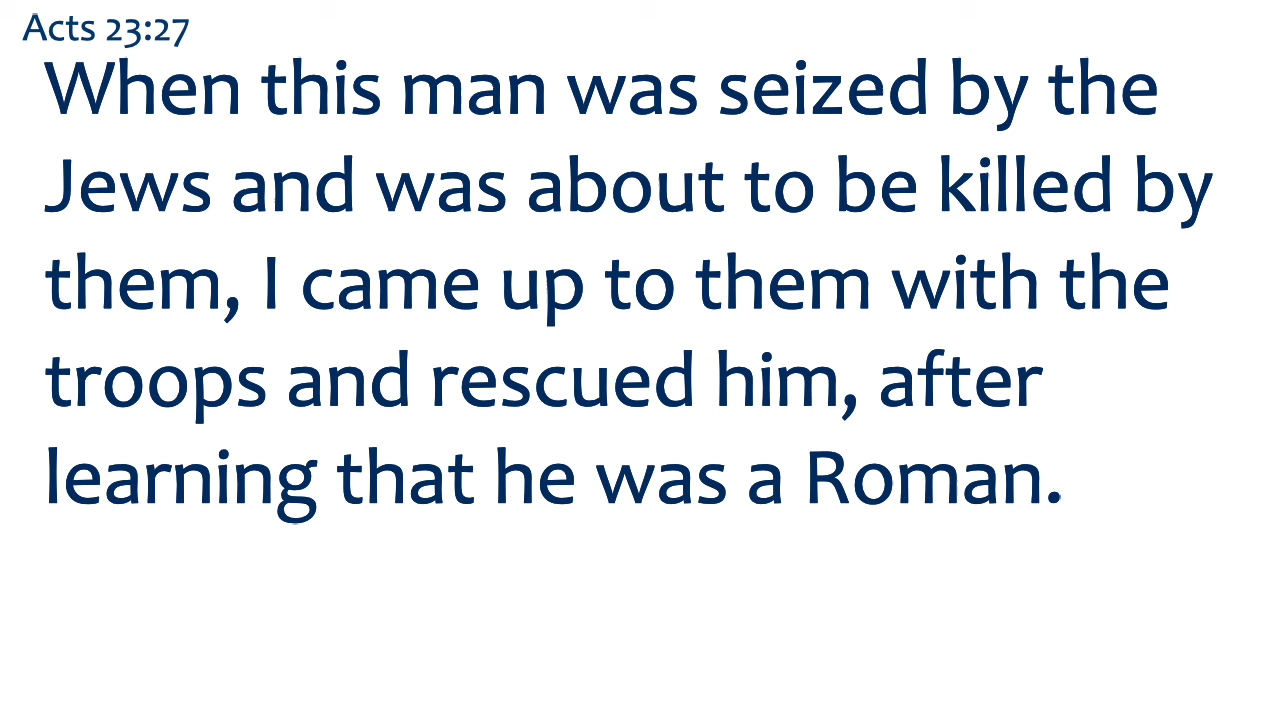 Acts 23:27
When this man was seized by the
Jews and was about to be killed by
them, I came up to them with the
troops and rescued him, after
learning that he was a Roman.